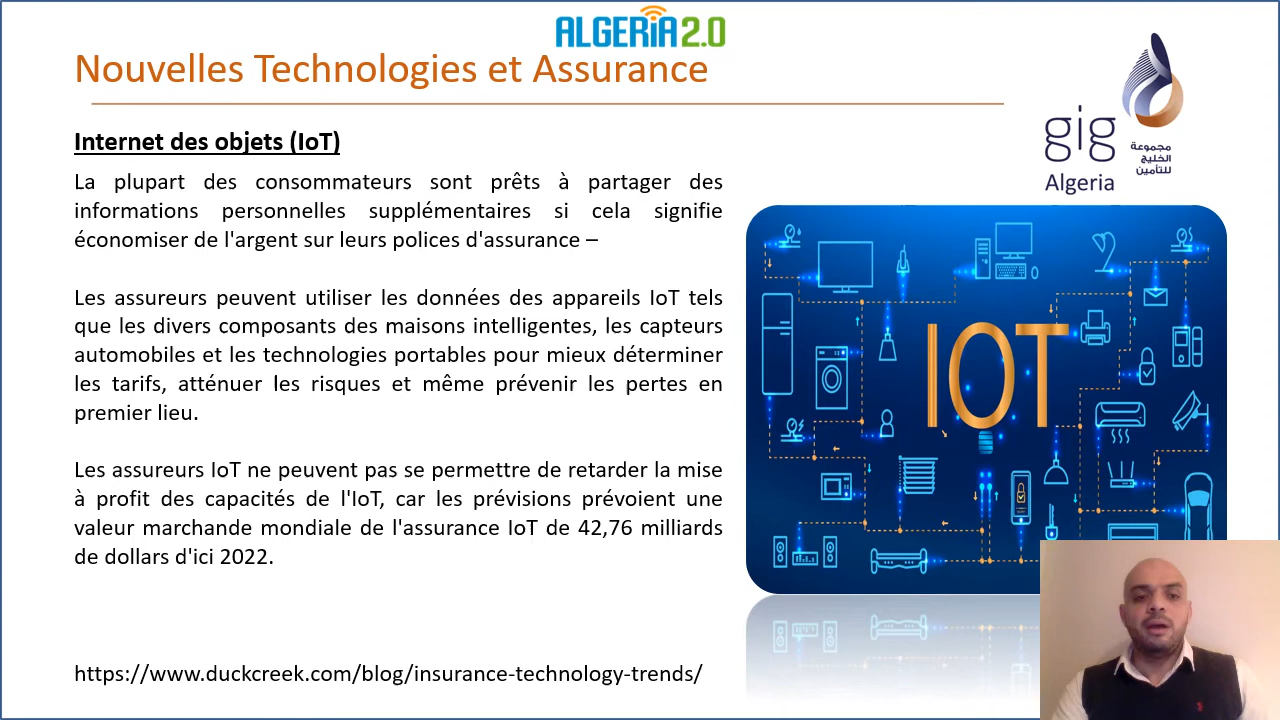 ALGERiA2.0
Nouvelles Technologies et Assurance
gig
Algeria
مجموعة
الخليج
للتأمين
Internet des objets (IoT)
La plupart des consommateurs sont prêts à partager des
informations personnelles supplémentaires si cela signifie
économiser de l'argent sur leurs polices d'assurance –
Les assureurs peuvent utiliser les données des appareils IoT tels
que les divers composants des maisons intelligentes, les capteurs
automobiles et les technologies portables pour mieux déterminer
les tarifs, atténuer les risques et même prévenir les pertes en
premier lieu.
Les assureurs IoT ne peuvent pas se permettre de retarder la mise
à profit des capacités de l'IoT, car les prévisions prévoient une
valeur marchande mondiale de l'assurance IoT de 42,76 milliards
de dollars d'ici 2022.
https://www.duckcreek.com/blog/insurance-technology-trends/
IOT